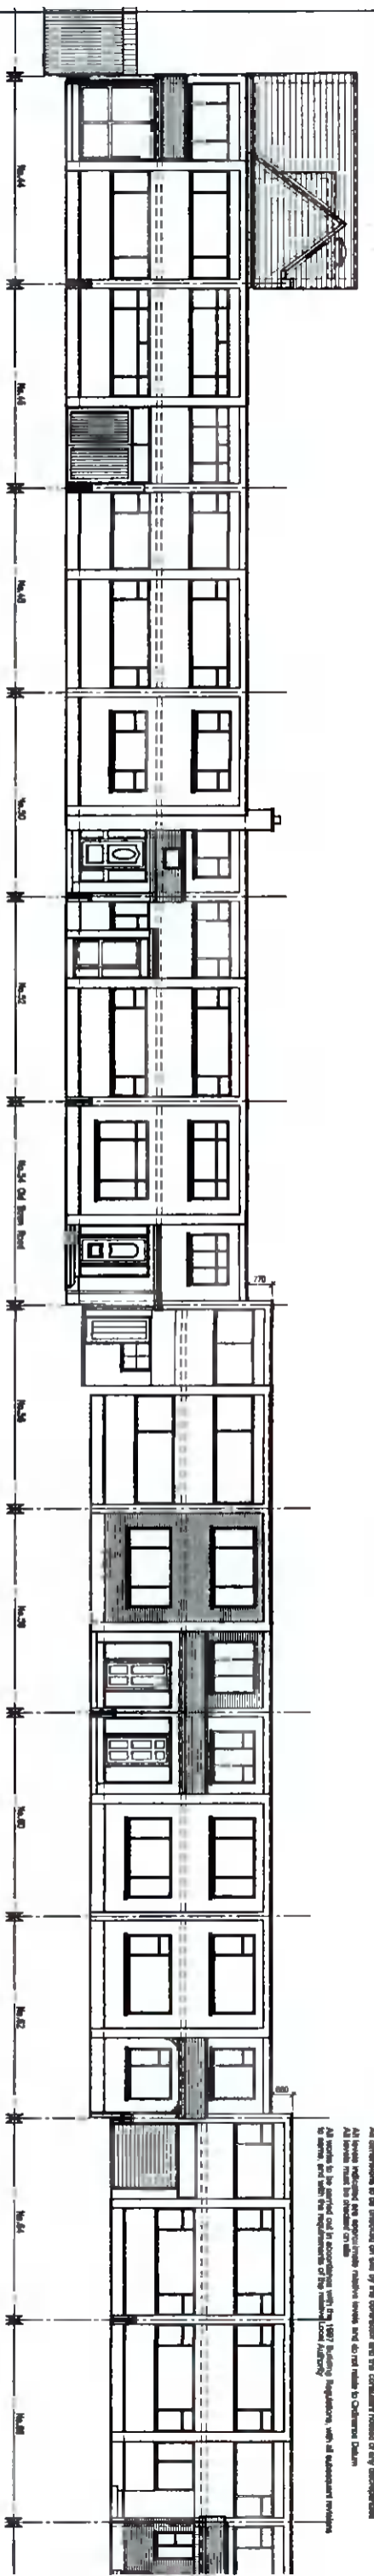 No.44
No.46
No.48
No.50
No.52
No.54 Old Town Road
770
No.56
No.58
No.60
No.62
880
No.64
No.66
All levels indicated are approximate relative levels and do not relate to Ordnance Datum
All levels must be checked on site
All works to be carried out in accordance with the 1997 Building Regulations, with all subsequent revisions
to same, and with the requirements of the relevant Local Authority